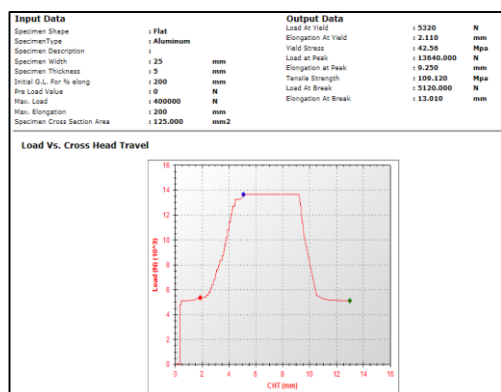 Input Data
Specimen Shape : Flat
SpecimenType : Aluminum
Specimen Description :
Specimen Width : 25 mm
Specimen Thickness : 5 mm
Initial G.L. For % elong : 200 mm
Pre Load Value : 0 N
Max. Load : 400000 N
Max. Elongation : 200 mm
Specimen Cross Section Area : 125.000 mm2
Output Data
Load At Yield : 5320 N
Elongation At Yield : 2.110 mm
Yield Stress : 42.56 Mpa
Load at Peak : 13640.000 N
Elongation at Peak : 9.250 mm
Tensile Strength : 109.120 Mpa
Load At Break : 5120.000 N
Elongation At Break : 13.010 mm
Load Vs. Cross Head Travel
Load (N) (10^3)
16
14
12
10
8
6
4
2
0
0 2 4 6 8 10 12 14 16
CHT (mm)